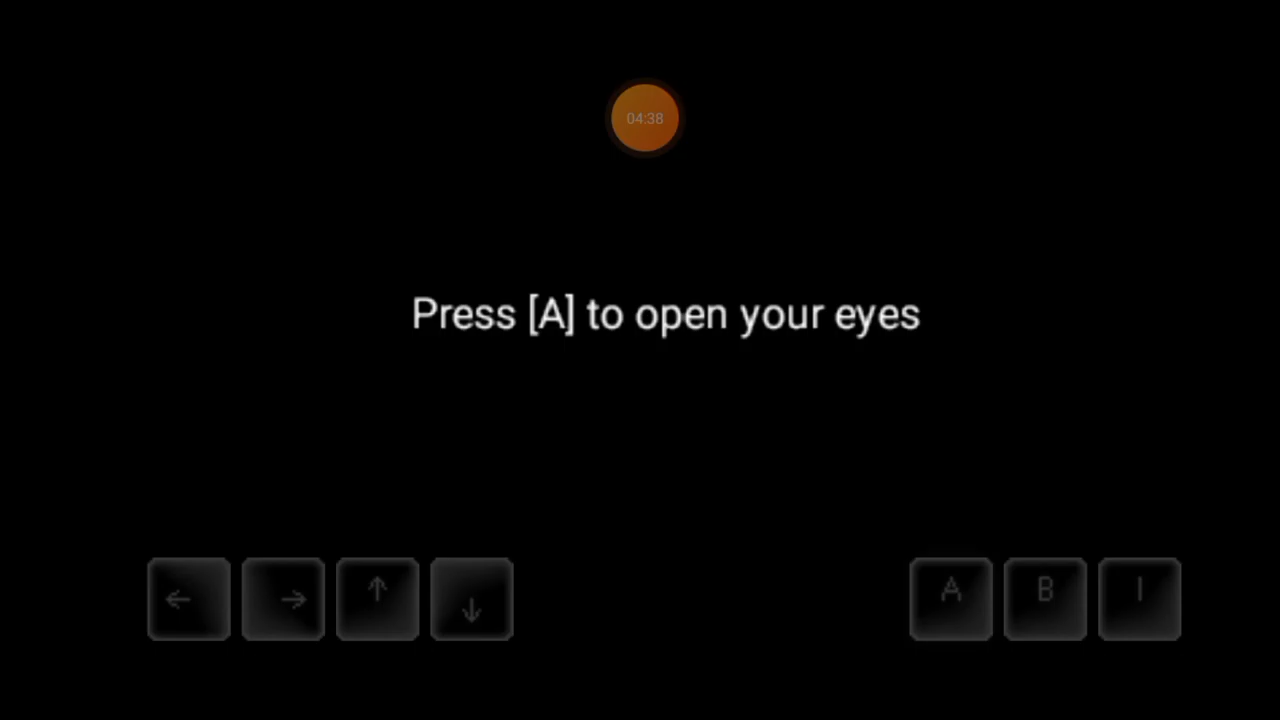 04:38
Press [A] to open your eyes
← → ↑ ↓ A B I